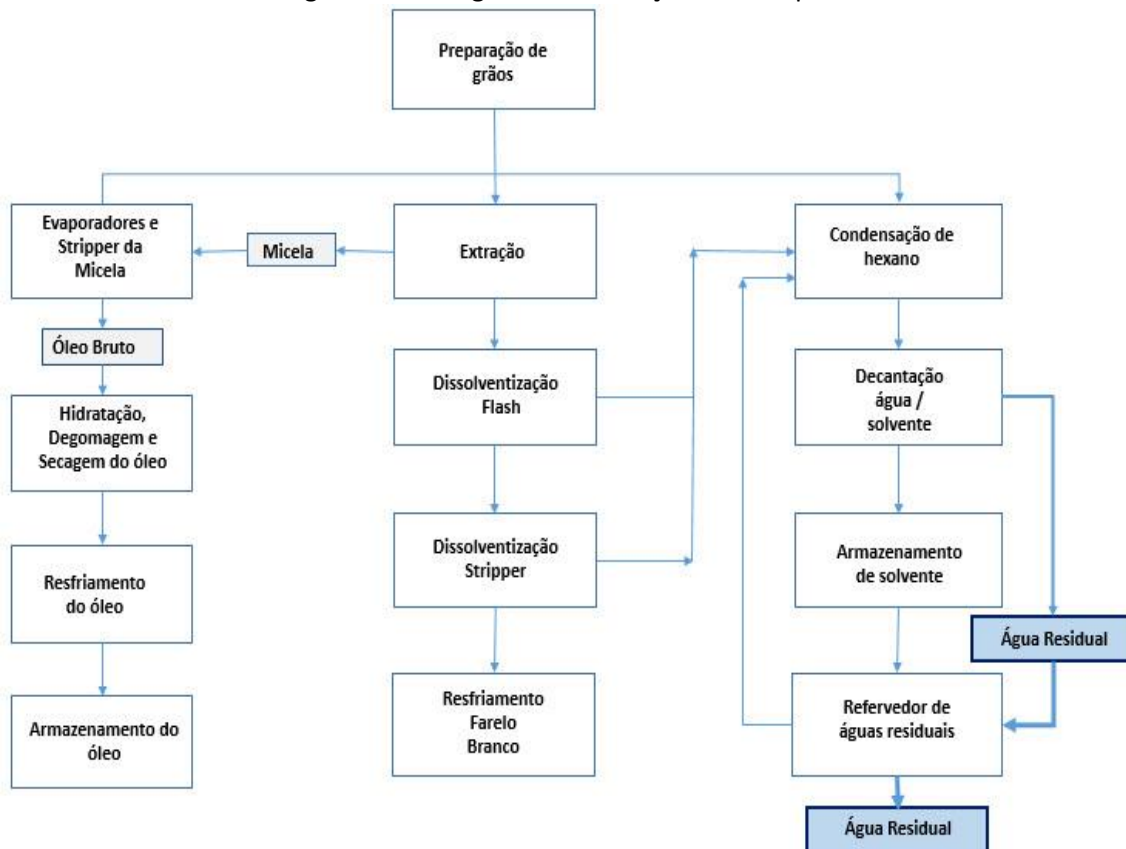 Preparação de
grãos
Evaporadores e
Stripper da
Micela
Micela
Extração
Condensação de
hexano
Óleo Bruto
Dissolventização
Flash
Decantação
água /
solvente
Hidratação,
Degomagem e
Secagem do óleo
Dissolventização
Stripper
Armazenamento
de solvente
Resfriamento
do óleo
Água Residual
Armazenamento do
óleo
Resfriamento
Farelo
Branco
Refervedor de
águas residuais
Água Residual